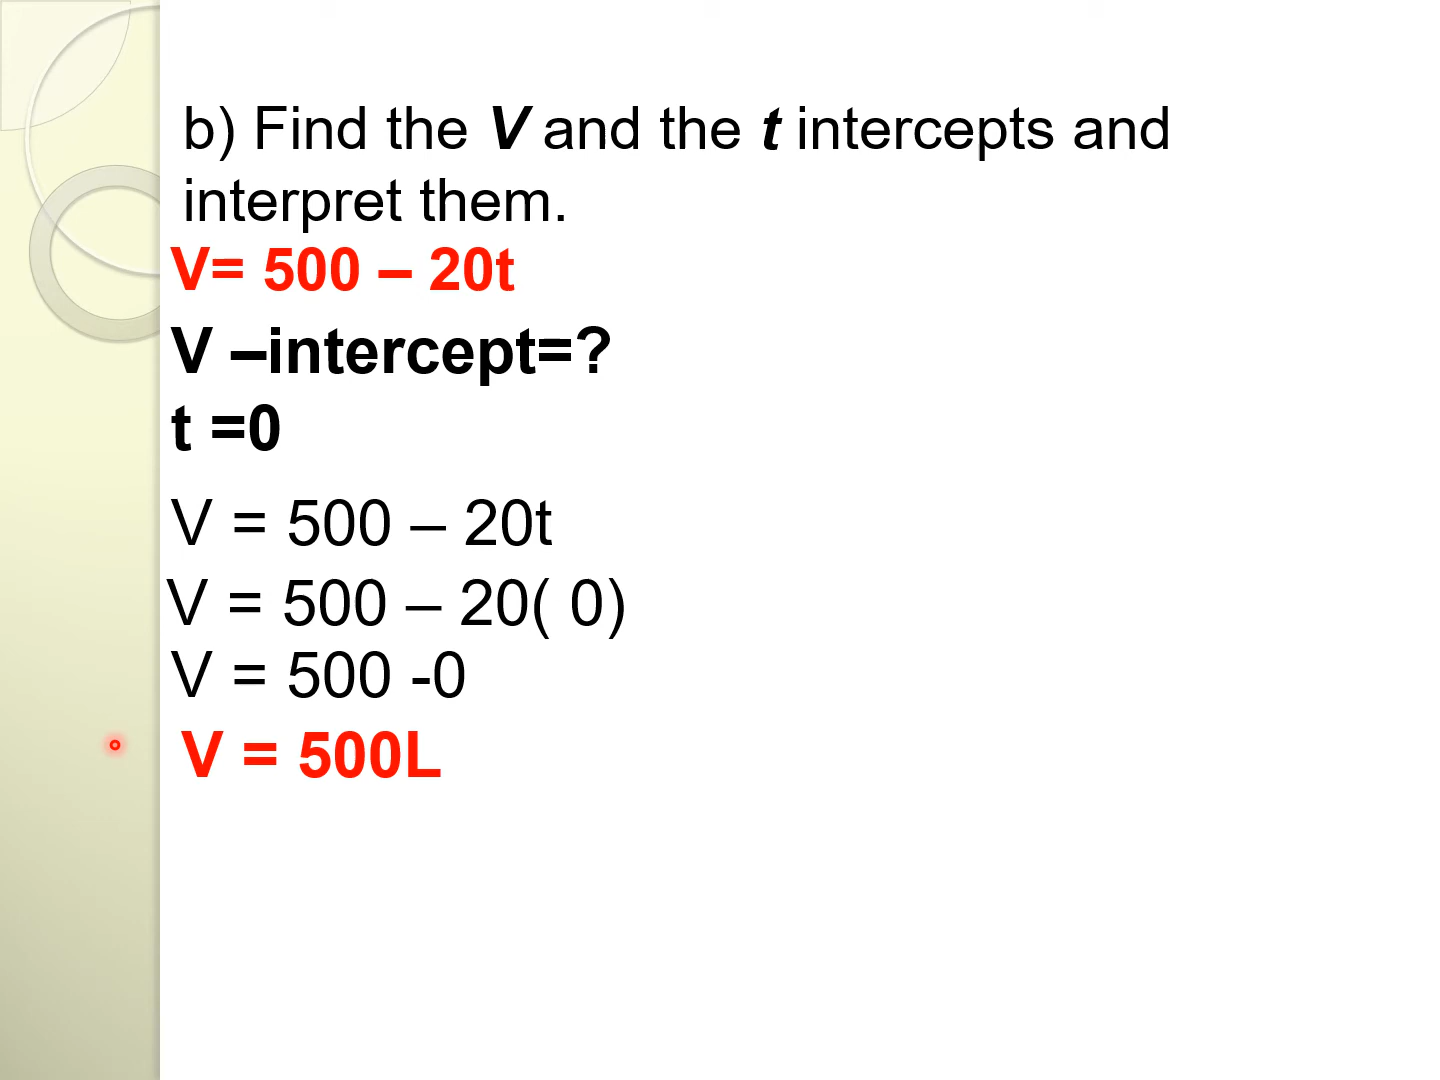 b) Find the V and the t intercepts and
interpret them.
V= 500 – 20t
V –intercept=?
t =0
V = 500 – 20t
V = 500 – 20( 0)
V = 500 -0
V = 500L